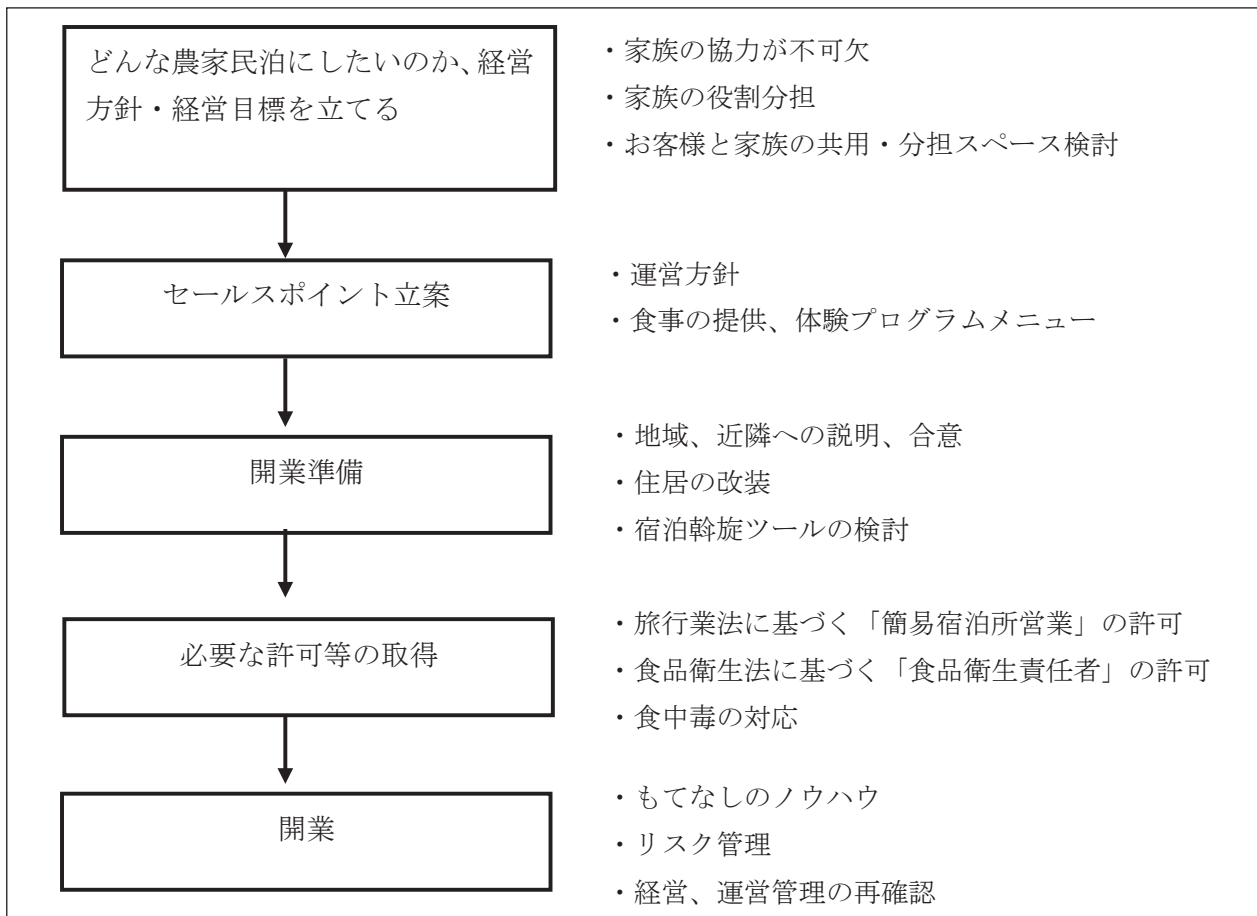 どんな農家民泊にしたいのか、経営
方針・経営目標を立てる
・家族の協力が不可欠
・家族の役割分担
・お客様と家族の共用・分担スペース検討
セールスポイント立案
・運営方針
・食事の提供、体験プログラムメニュー
開業準備
・地域、近隣への説明、合意
・住居の改装
・宿泊斡旋ツールの検討
必要な許可等の取得
・旅行業法に基づく「簡易宿泊所営業」の許可
・食品衛生法に基づく「食品衛生責任者」の許可
・食中毒の対応
開業
・もてなしのノウハウ
・リスク管理
・経営、運営管理の再確認